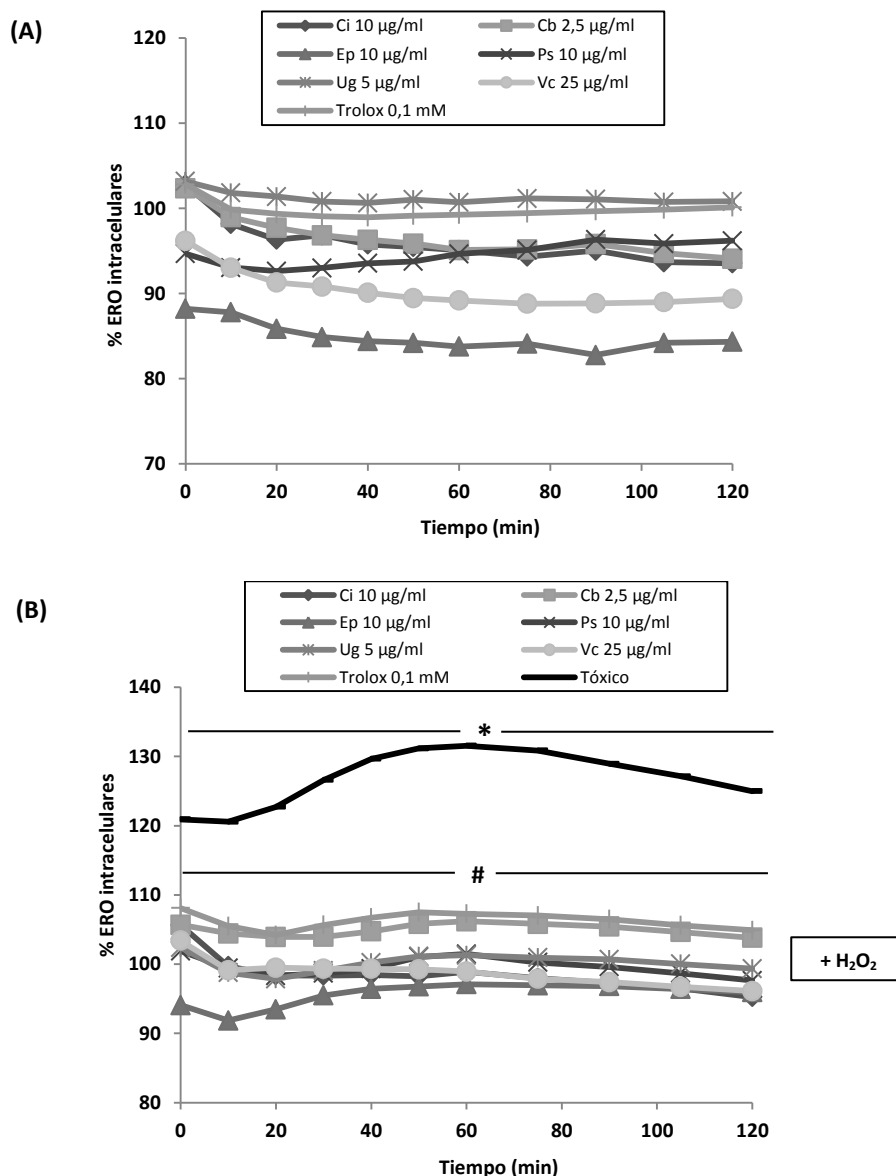 (A)
Ci 10 µg/ml Cb 2,5 µg/ml
Ep 10 µg/ml Ps 10 µg/ml
Ug 5 µg/ml Vc 25 µg/ml
Trolox 0,1 mM
120
110
100
90
80
70
% ERO intracelulares
0 20 40 60 80 100 120
Tiempo (min)
(B)
Ci 10 µg/ml Cb 2,5 µg/ml
Ep 10 µg/ml Ps 10 µg/ml
Ug 5 µg/ml Vc 25 µg/ml
Trolox 0,1 mM Tóxico
140
130
120
110
100
90
80
% ERO intracelulares
*
#
+ H₂O₂
0 20 40 60 80 100 120
Tiempo (min)